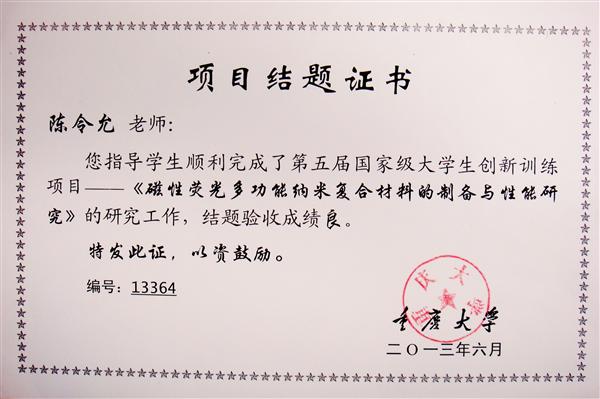 项目结题证书
陈令允 老师：
您指导学生顺利完成了第五届国家级大学生创新训练
项目——《磁性荧光多功能纳米复合材料的制备与性能研
究》的研究工作，结题验收成绩良。
特发此证，以资鼓励。
编号：13364
重庆大学
重庆大学
二〇一三年六月